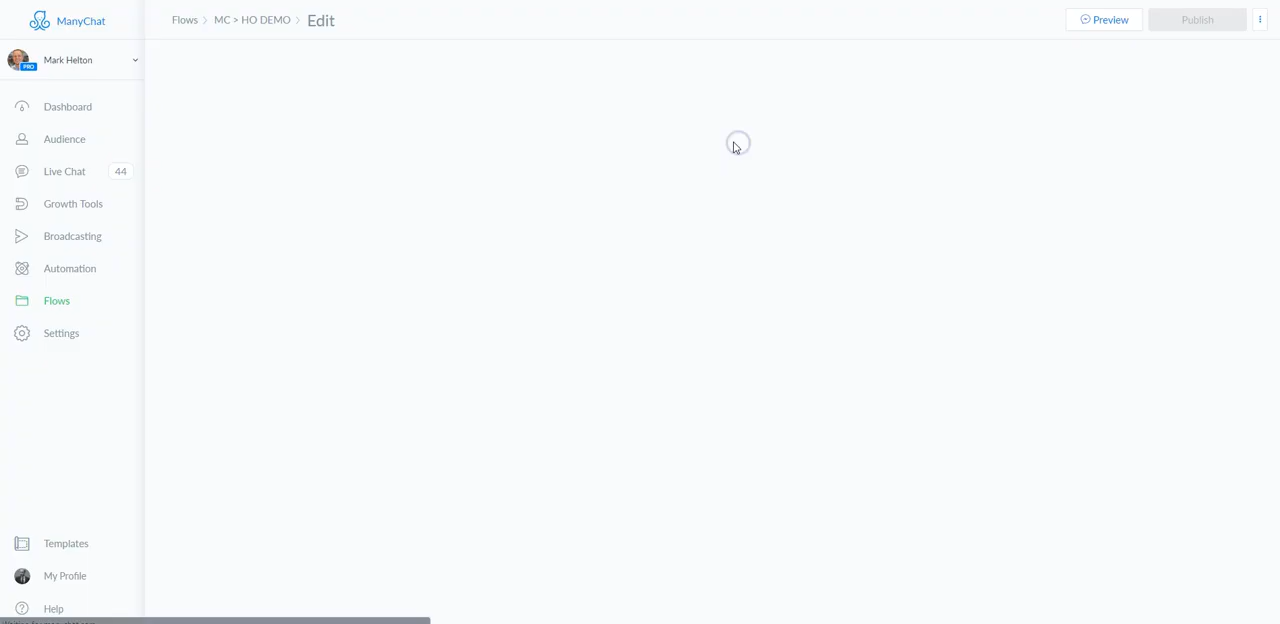 ManyChat
Flows > MC > HO DEMO > Edit
Preview
Publish
Mark Helton
PRO
Dashboard
Audience
Live Chat 44
Growth Tools
Broadcasting
Automation
Flows
Settings
Templates
My Profile
Help